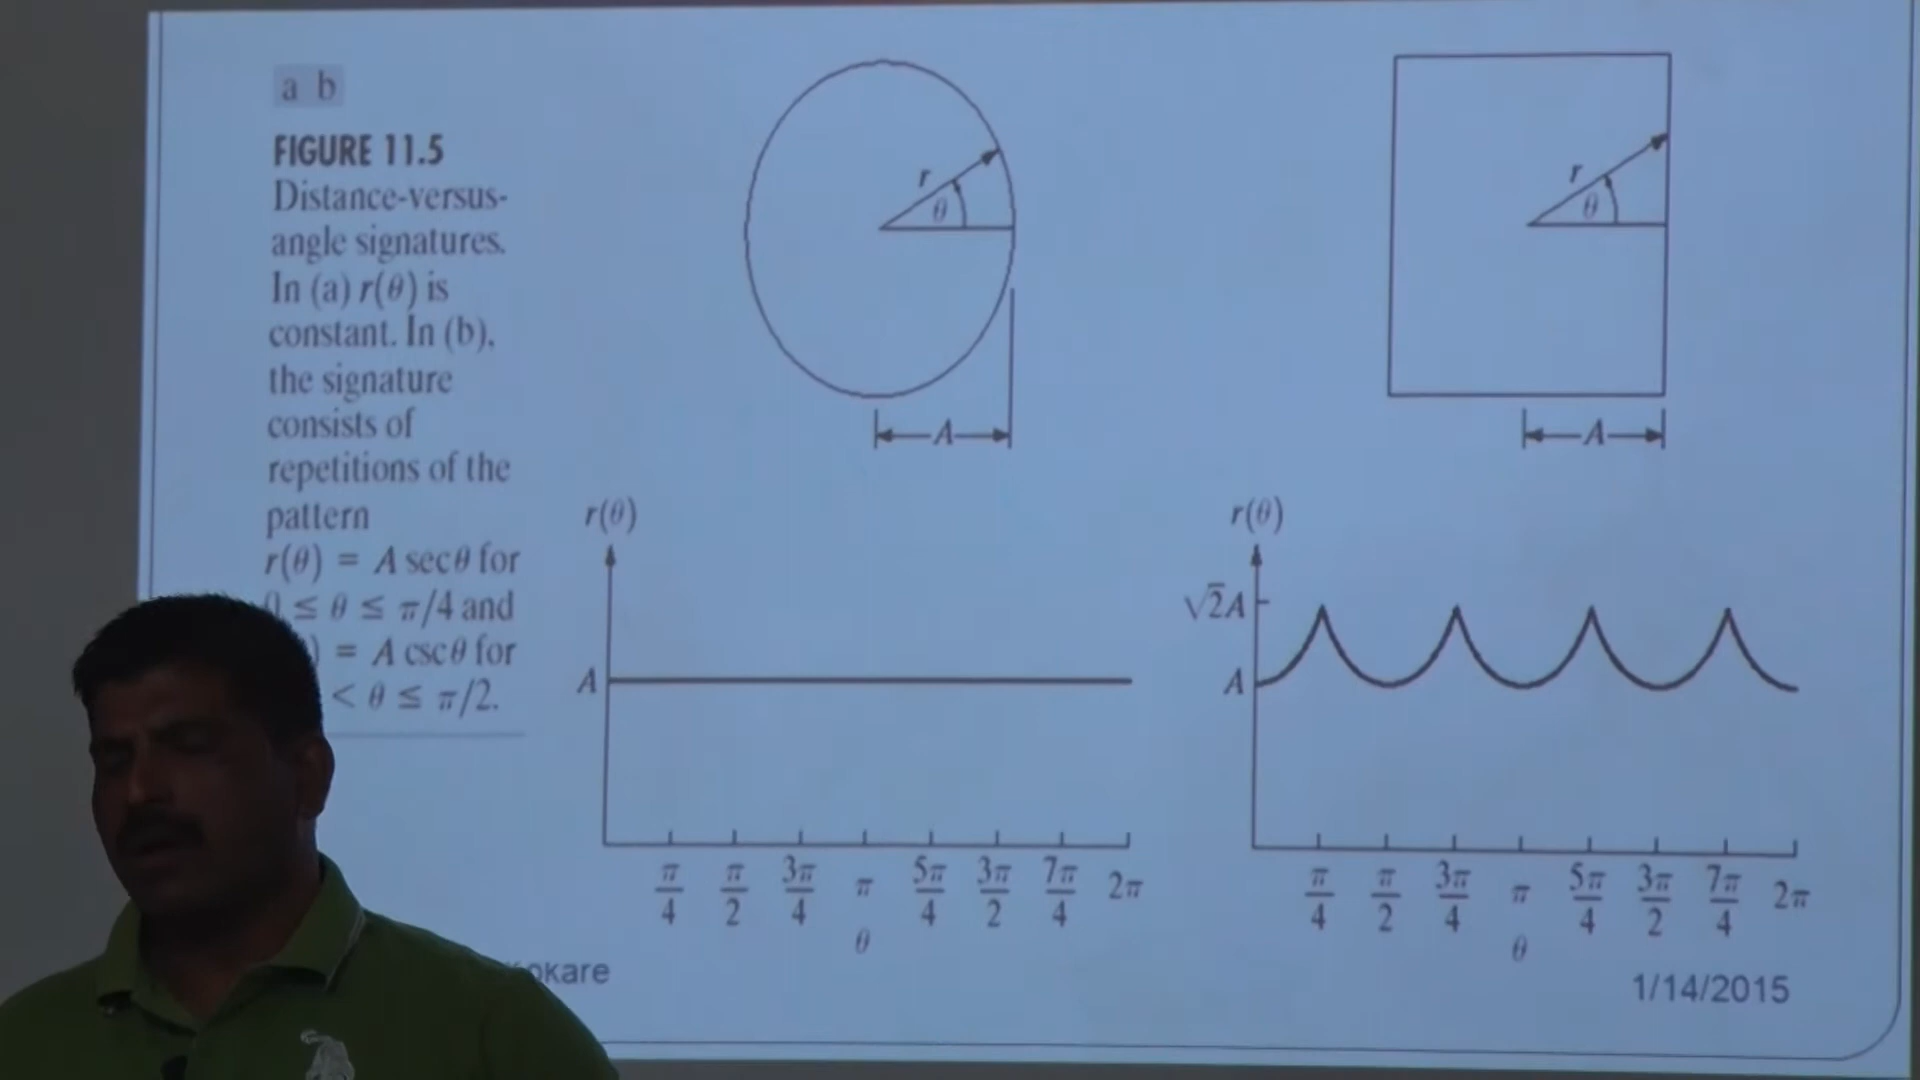 a b
FIGURE 11.5
Distance-versus-
angle signatures.
In (a) r(θ) is
constant. In (b),
the signature
consists of
repetitions of the
pattern
r(θ) = A secθ for
0 ≤ θ ≤ π/4 and
) = A cscθ for
< θ ≤ π/2.
r
θ
A
r(θ)
A
π/4 π/2 3π/4 π 5π/4 3π/2 7π/4 2π
θ
r
θ
A
r(θ)
√2A
A
π/4 π/2 3π/4 π 5π/4 3π/2 7π/4 2π
θ
okare
1/14/2015